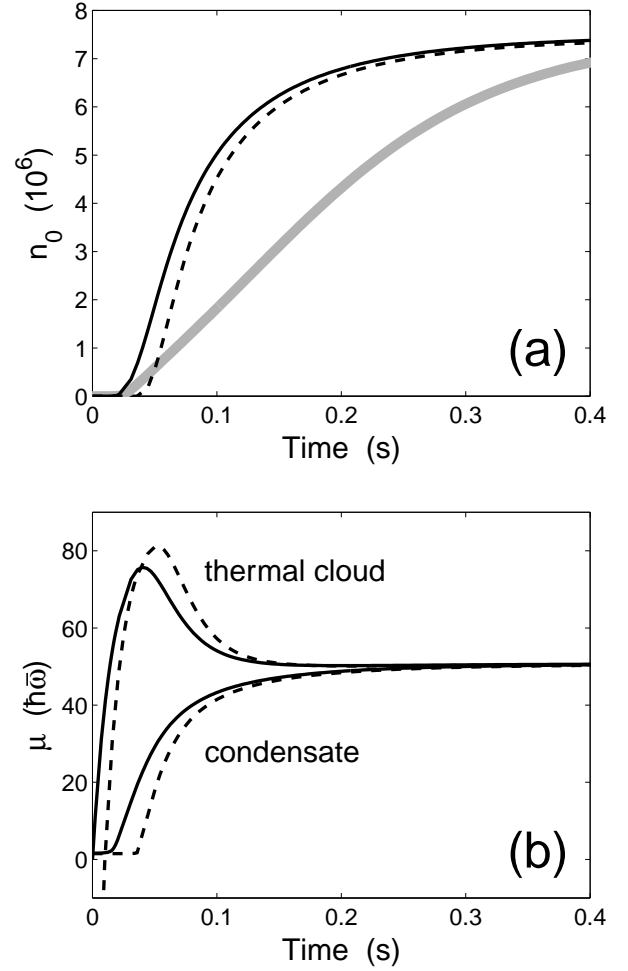 8
7
6
5
4
3
2
1
0
n₀ (10⁶)
(a)
0 0.1 0.2 0.3 0.4
Time (s)
80
60
40
20
0
μ (ħω̄)
thermal cloud
condensate
(b)
0 0.1 0.2 0.3 0.4
Time (s)